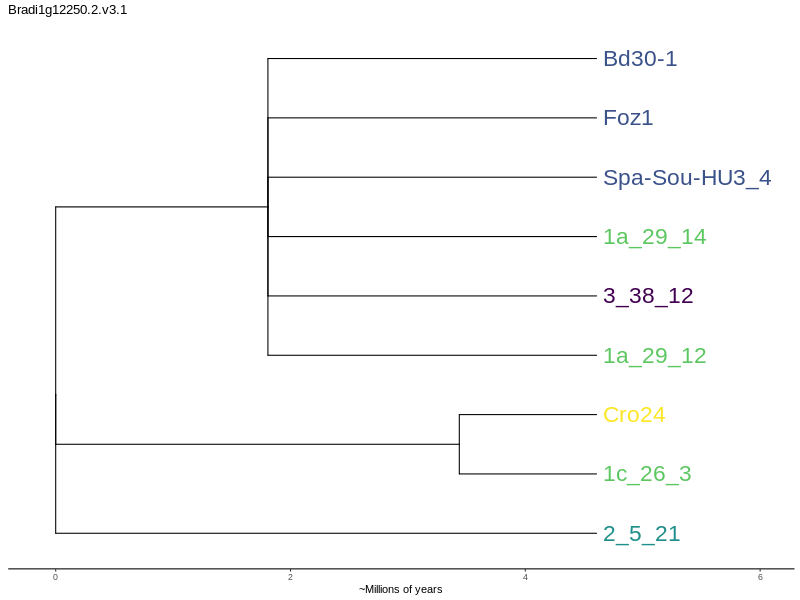 Bradi1g12250.2.v3.1
Bd30-1
Foz1
Spa-Sou-HU3_4
1a_29_14
3_38_12
1a_29_12
Cro24
1c_26_3
2_5_21
0 2 4 6
~Millions of years